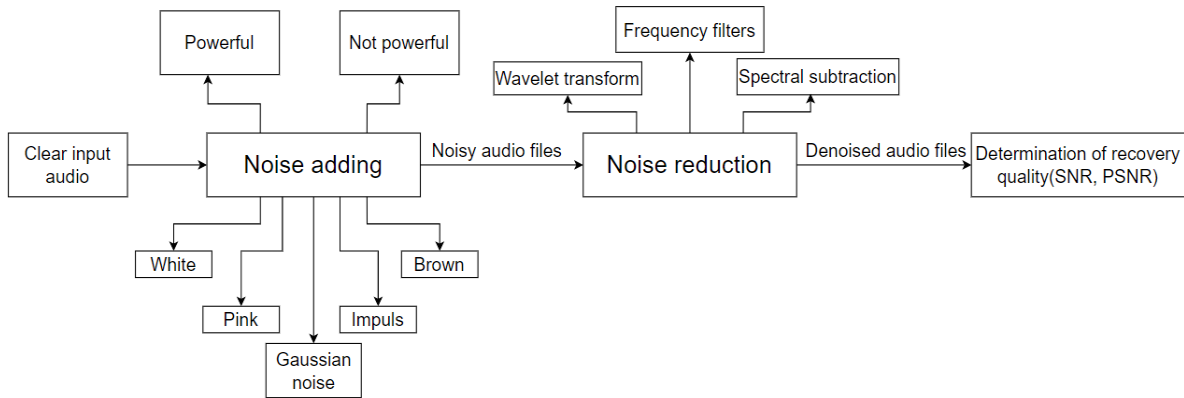 Powerful
Not powerful
Frequency filters
Wavelet transform
Spectral subtraction
Clear input
audio
Noise adding
Noisy audio files
Noise reduction
Denoised audio files
Determination of recovery
quality(SNR, PSNR)
White
Brown
Pink
Impuls
Gaussian
noise